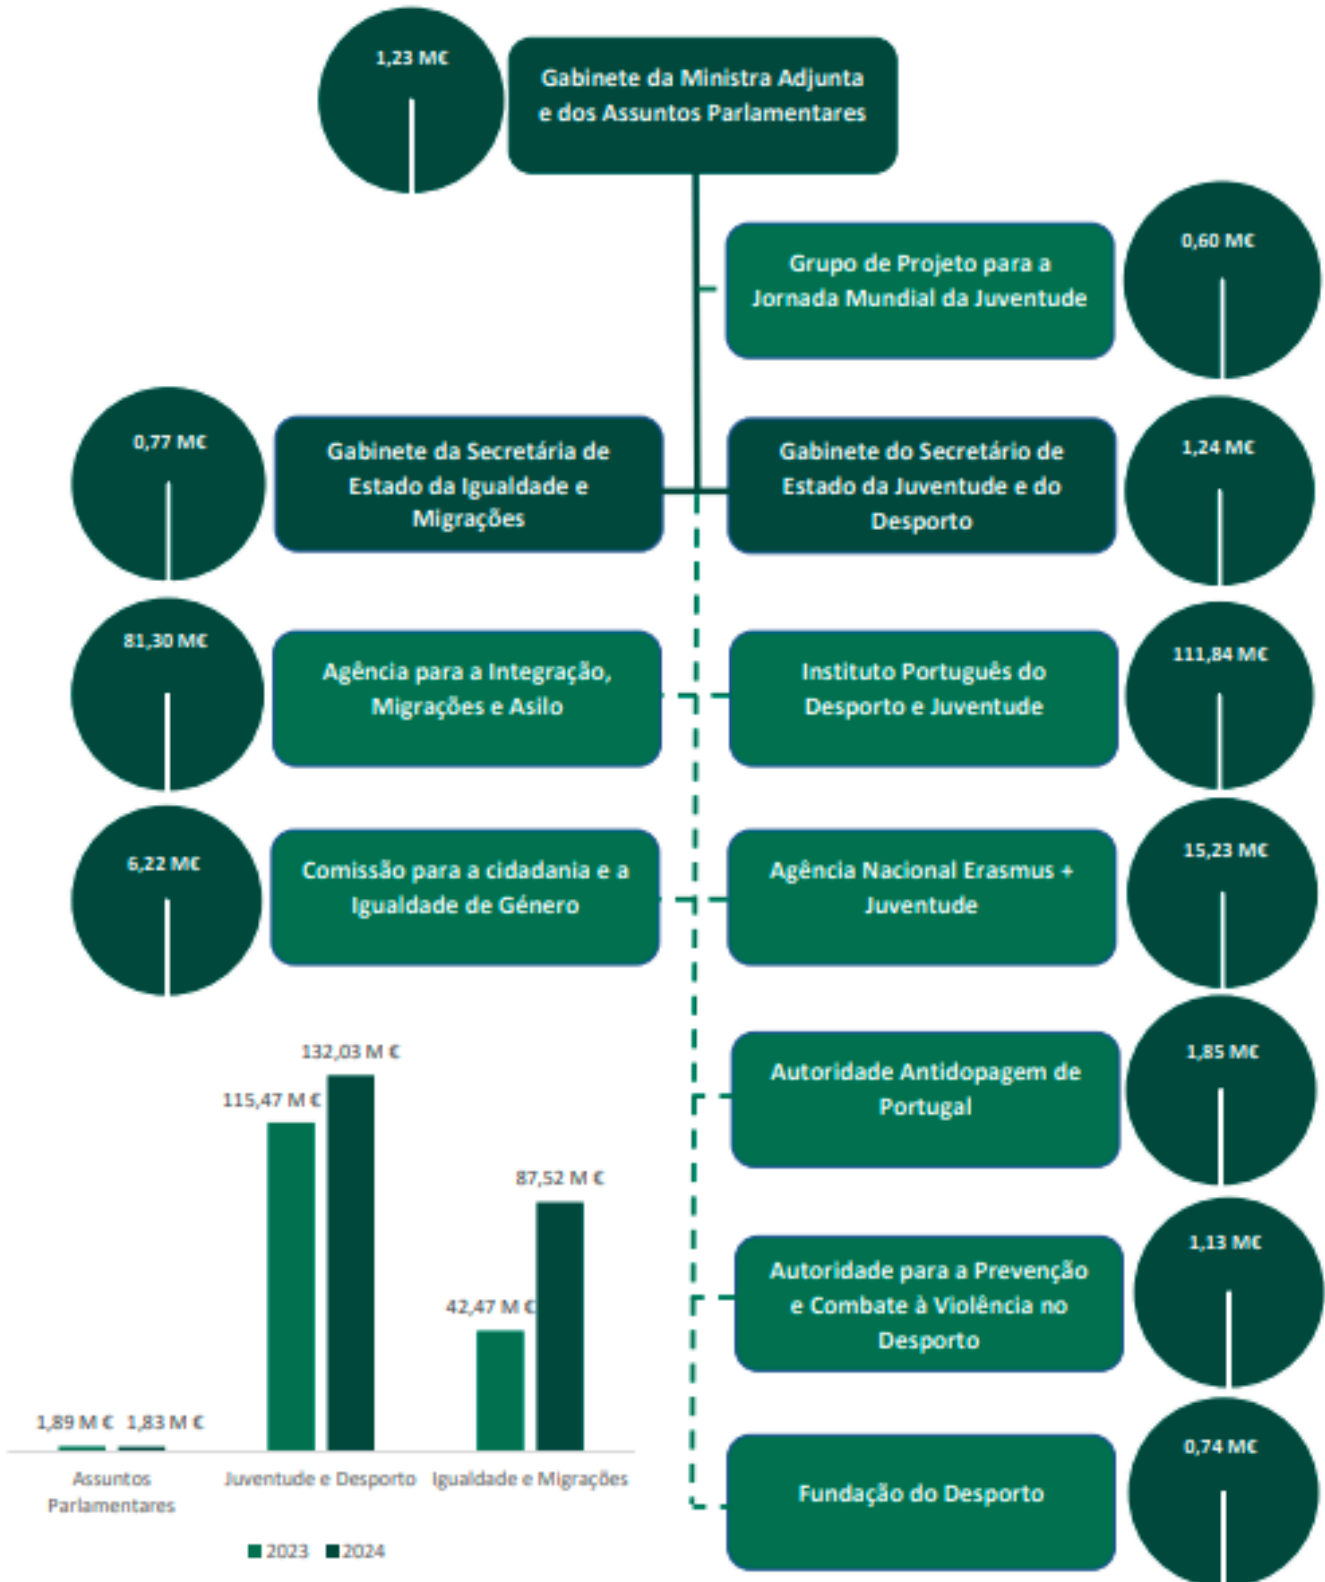 1,23 M€
Gabinete da Ministra Adjunta
e dos Assuntos Parlamentares
Grupo de Projeto para a
Jornada Mundial da Juventude
0,60 M€
0,77 M€
Gabinete da Secretária de
Estado da Igualdade e
Migrações
Gabinete do Secretário de
Estado da Juventude e do
Desporto
1,24 M€
81,30 M€
Agência para a Integração,
Migrações e Asilo
Instituto Português do
Desporto e Juventude
111,84 M€
6,22 M€
Comissão para a cidadania e a
Igualdade de Género
Agência Nacional Erasmus +
Juventude
15,23 M€
Autoridade Antidopagem de
Portugal
1,85 M€
Autoridade para a Prevenção
e Combate à Violência no
Desporto
1,13 M€
Fundação do Desporto
0,74 M€
132,03 M €
115,47 M €
87,52 M €
42,47 M €
1,89 M € 1,83 M €
Assuntos
Parlamentares
Juventude e Desporto
Igualdade e Migrações
2023 2024